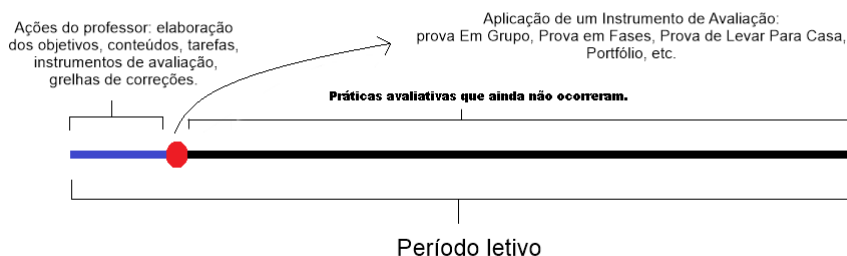 Ações do professor: elaboração
dos objetivos, conteúdos, tarefas,
instrumentos de avaliação,
grelhas de correções.
Aplicação de um Instrumento de Avaliação:
prova Em Grupo, Prova em Fases, Prova de Levar Para Casa,
Portfólio, etc.
Práticas avaliativas que ainda não ocorreram.
Período letivo